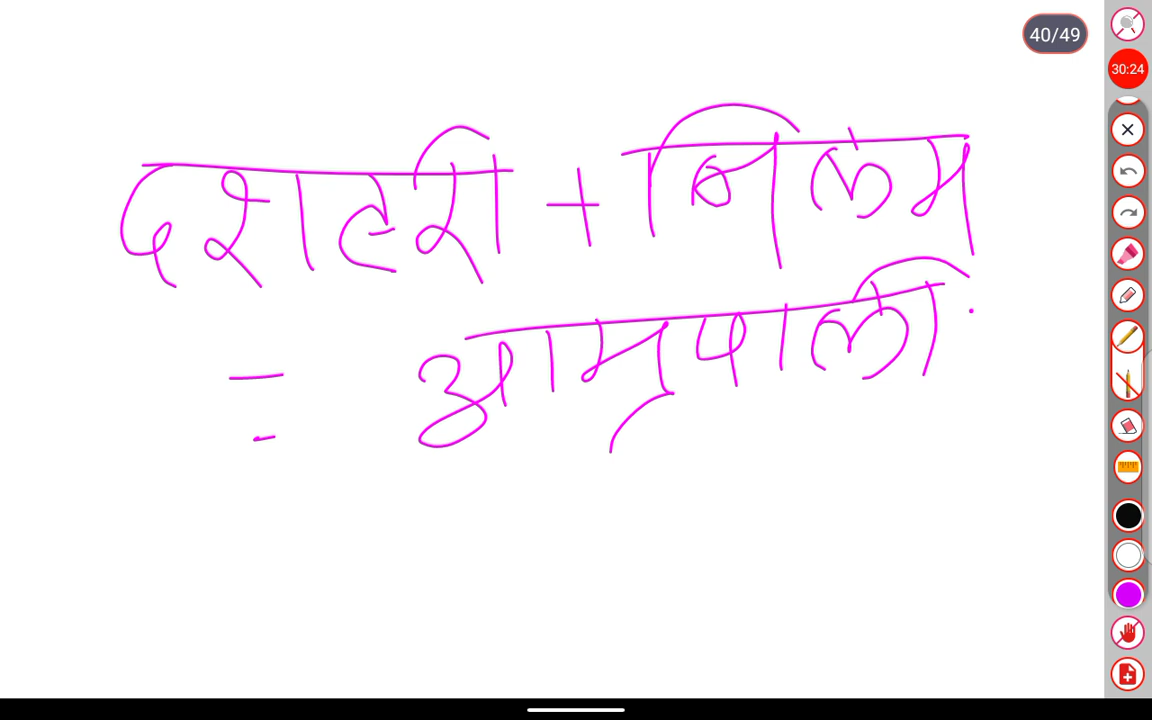 40/49
30:24
दशहरी + निलम
= आम्रपाली.
-